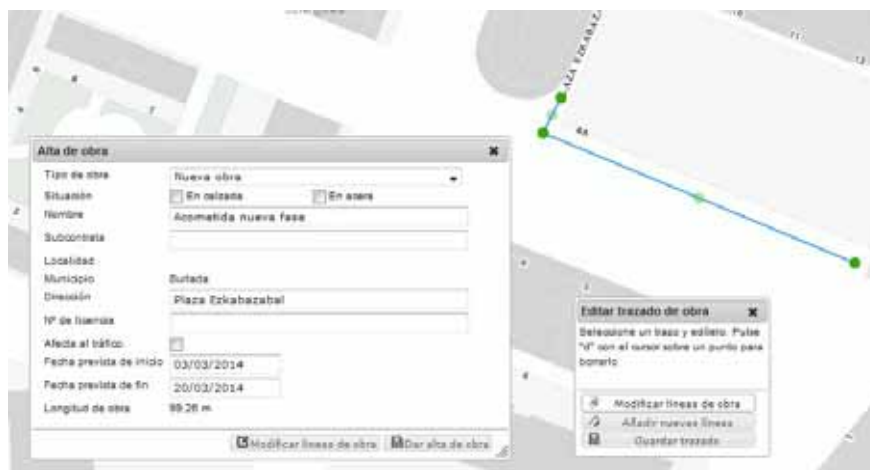 10
11
12
4A
Alta de obra
Tipo de obra Nueva obra
Situación En calzada En acera
Nombre Acometida nueva fase
Subcontrata
Localidad
Municipio Burlada
Dirección Plaza Ezkabazabal
Nº de licencia
Afecta al tráfico
Fecha prevista de inicio 03/03/2014
Fecha prevista de fin 20/03/2014
Longitud de obra 99.26 m
Modificar líneas de obra Dar alta de obra
Editar trazado de obra
Seleccione un trazo y edítelo. Pulse
"d" con el cursor sobre un punto para
borrarlo
Modificar líneas de obra
Añadir nuevas líneas
Guardar trazado